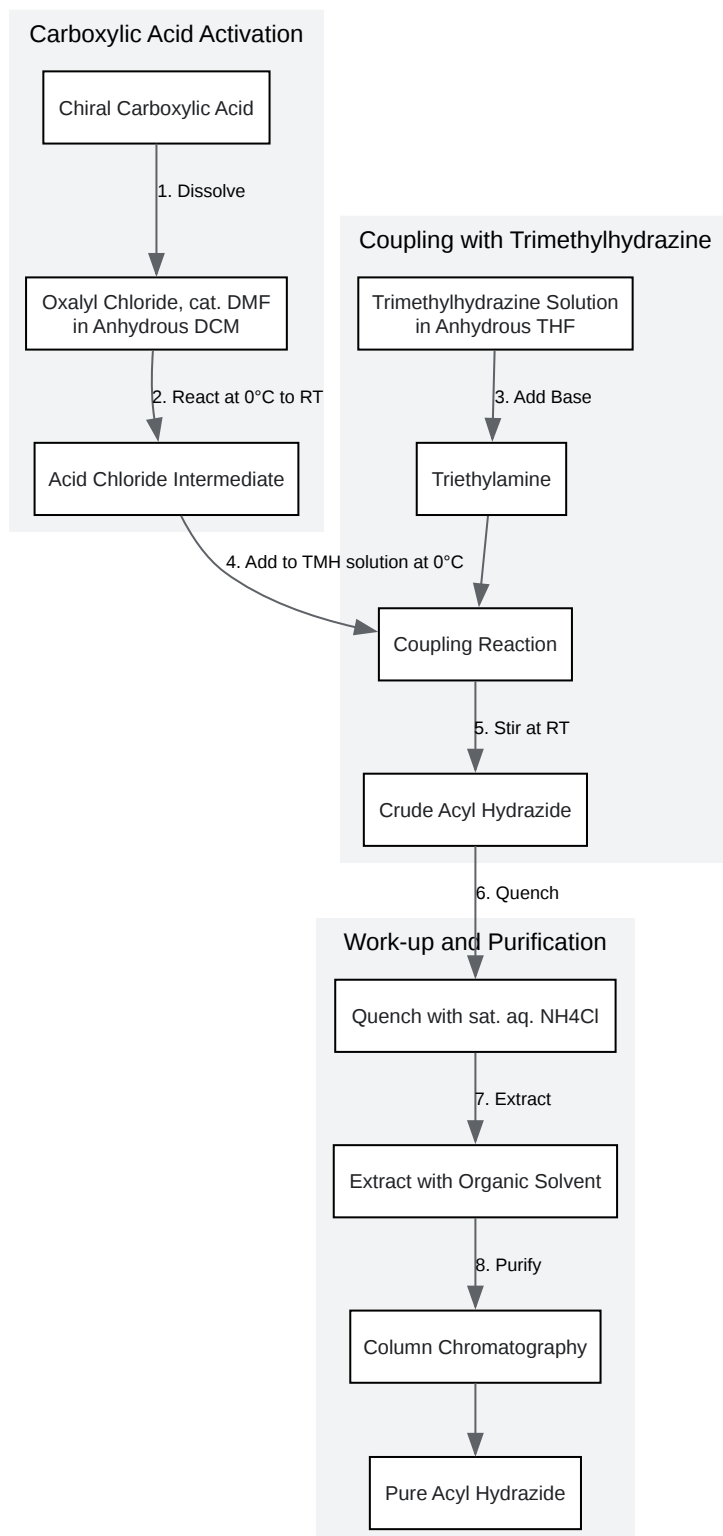 Carboxylic Acid Activation
Chiral Carboxylic Acid
1. Dissolve
Oxalyl Chloride, cat. DMF
in Anhydrous DCM
2. React at 0°C to RT
Acid Chloride Intermediate
Coupling with Trimethylhydrazine
Trimethylhydrazine Solution
in Anhydrous THF
3. Add Base
Triethylamine
4. Add to TMH solution at 0°C
Coupling Reaction
5. Stir at RT
Crude Acyl Hydrazide
6. Quench
Work-up and Purification
Quench with sat. aq. NH4Cl
7. Extract
Extract with Organic Solvent
8. Purify
Column Chromatography
Pure Acyl Hydrazide